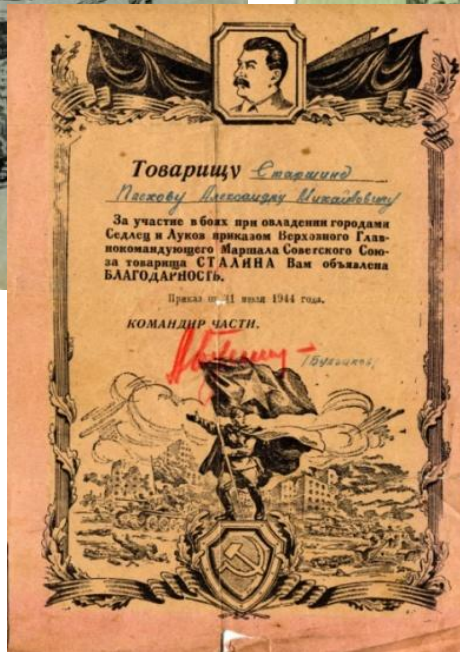 Товарищу Старшине
Пескову Александру Михайловичу
За участие в боях при овладении городами
Седлец и Луков приказом Верховного Глав-
нокомандующего Маршала Советского Сою-
за товарища СТАЛИНА Вам объявлена
БЛАГОДАРНОСТЬ.
Приказ от 31 июля 1944 года.
КОМАНДИР ЧАСТИ.